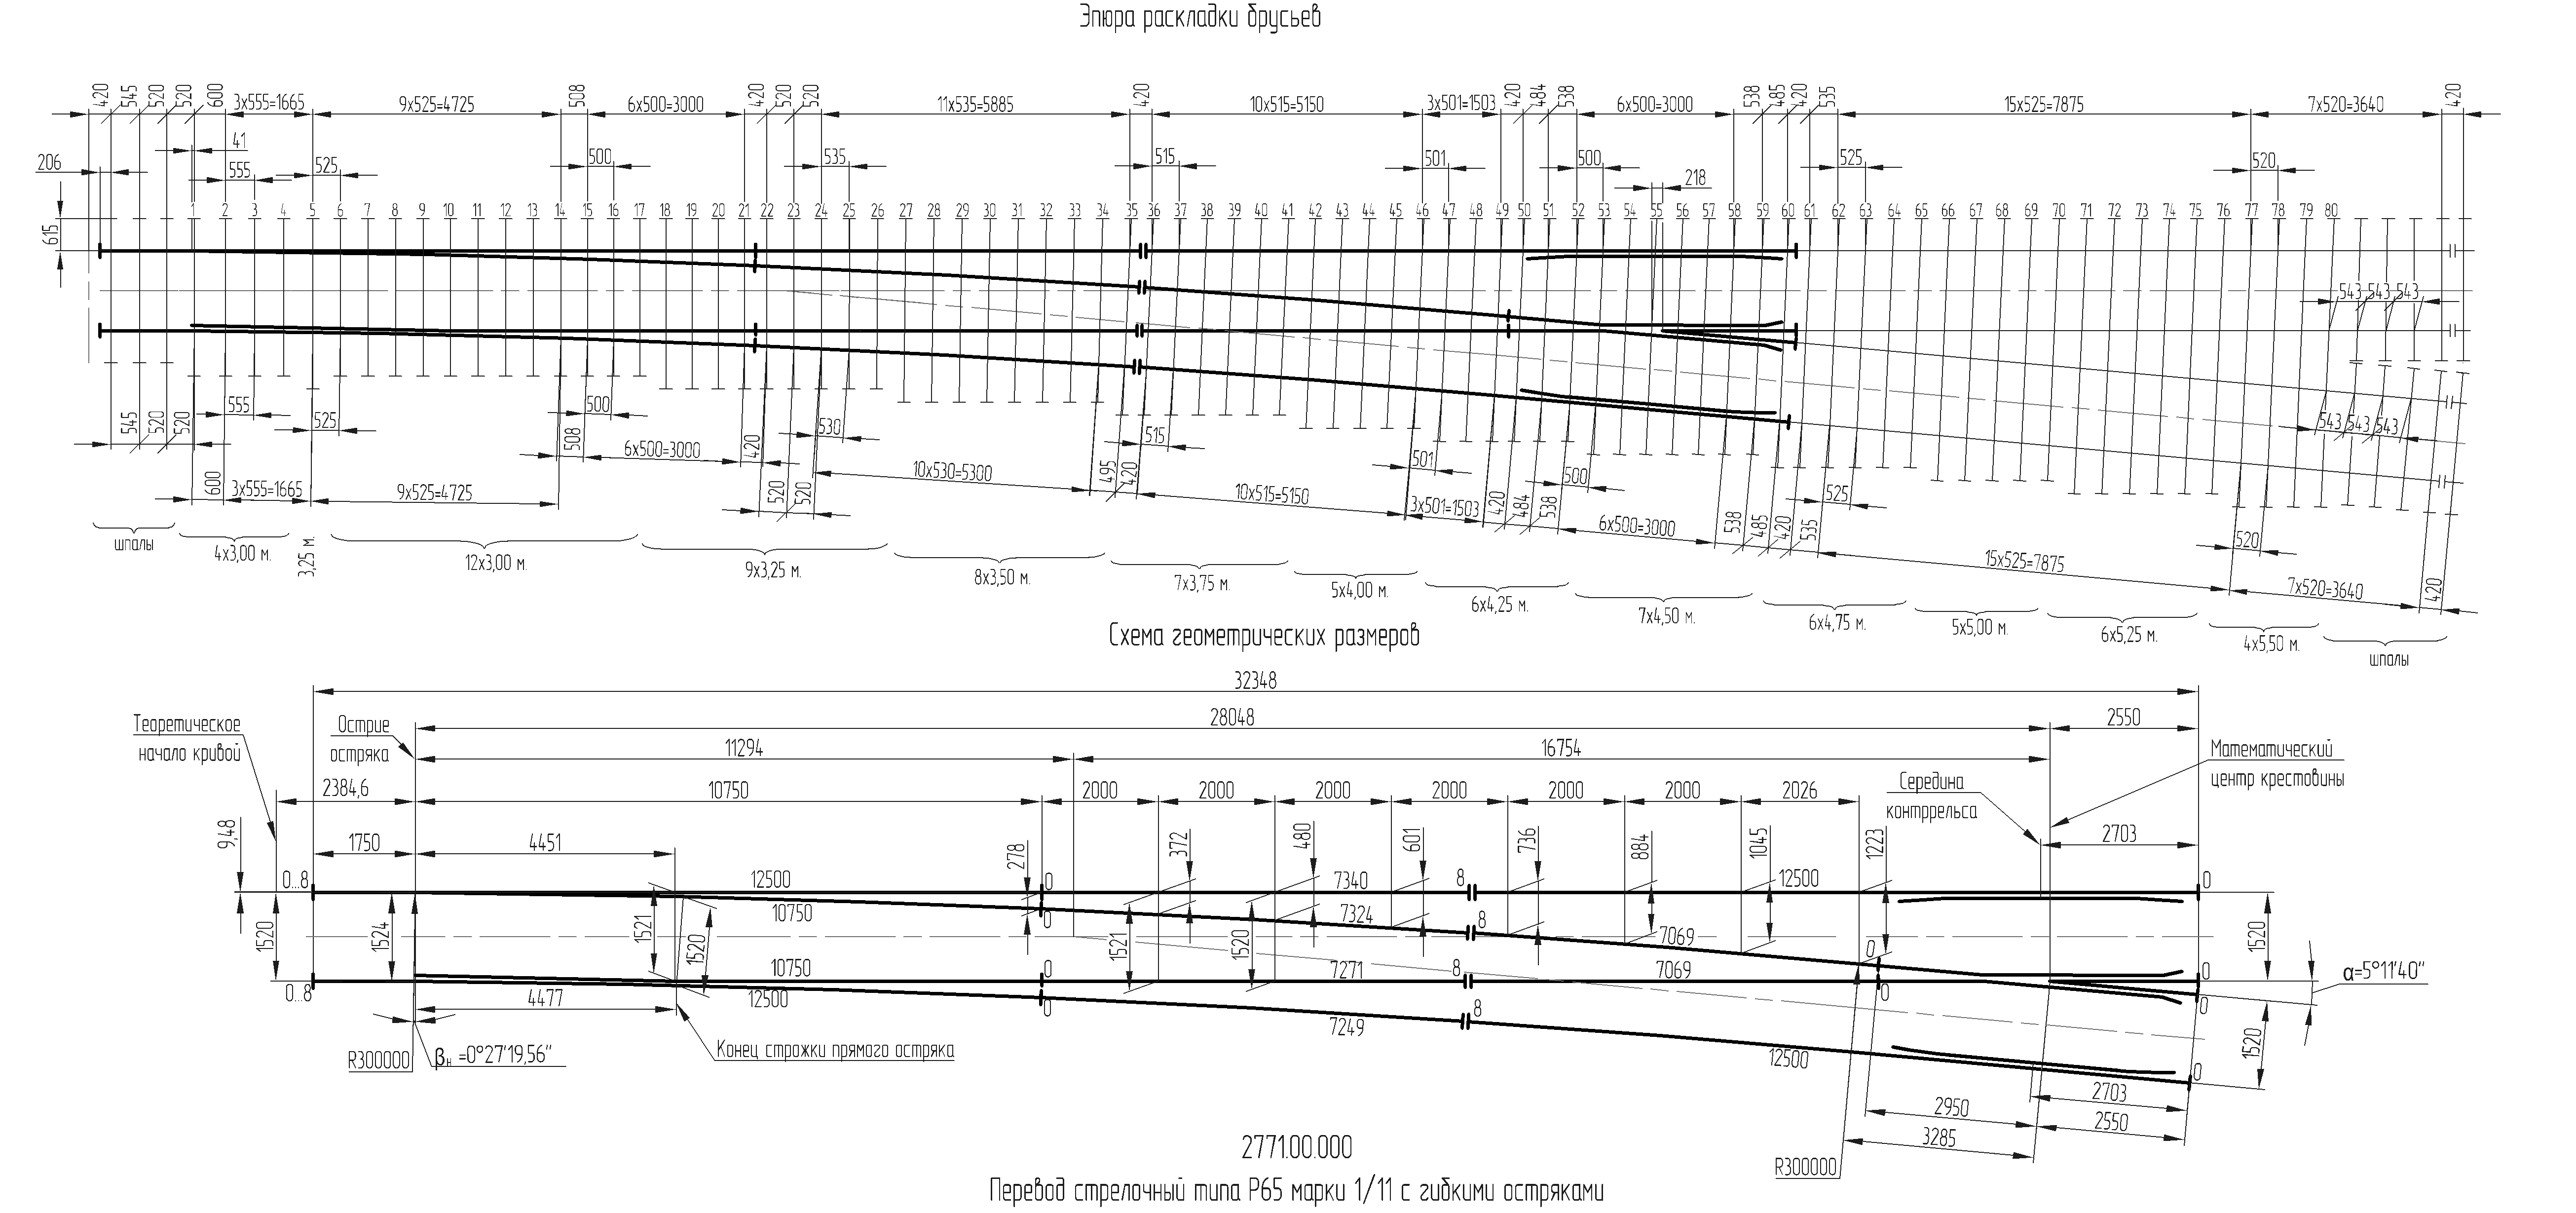 Эпюра раскладки брусьев
420 545 520 520 600 3х555=1665 9х525=4725 508 6х500=3000 420 520 520 11х535=5885 420 10х515=5150 3х501=1503 420 484 538 6х500=3000 538 485 420 535 15х525=7875 7х520=3640 420
206 41 555 525 500 535 515 501 500 218 525 520
615 1 2 3 4 5 6 7 8 9 10 11 12 13 14 15 16 17 18 19 20 21 22 23 24 25 26 27 28 29 30 31 32 33 34 35 36 37 38 39 40 41 42 43 44 45 46 47 48 49 50 51 52 53 54 55 56 57 58 59 60 61 62 63 64 65 66 67 68 69 70 71 72 73 74 75 76 77 78 79 80
543 543 543
543 543 543
545 520 520 555 525 500 530 515 501 500 525 520
600 3х555=1665 9х525=4725 508 6х500=3000 420 520 520 10х530=5300 495 420 10х515=5150 3х501=1503 420 484 538 6х500=3000 538 485 420 535 15х525=7875 7х520=3640 420
шпалы 4х3,00 м. 3,25 м. 12х3,00 м. 9х3,25 м. 8х3,50 м. 7х3,75 м. 5х4,00 м. 6х4,25 м. 7х4,50 м. 6х4,75 м. 5х5,00 м. 6х5,25 м. 4х5,50 м. шпалы
Схема геометрических размеров
32348
28048 2550
11294 16754
Теоретическое
начало кривой
Острие
остряка
Середина
контррельса
Математический
центр крестовины
2384,6 10750 2000 2000 2000 2000 2000 2000 2026
9,48 1750 4451 278 372 480 601 736 884 1045 1223 2703
0...8 12500 0 7340 8 12500 0
10750 0 7324 8 7069 0
1520 1524 1521 1520 1521 1520 1520
0...8 10750 0 7271 8 7069 0 0 α=5°11'40"
4477 12500 0 7249 8 12500 0 0 1520
R300000 βн =0°27'19,56" Конец строжки прямого остряка
2703
2950 2550
3285
R300000
2771.00.000
Перевод стрелочный типа Р65 марки 1/11 с гибкими остряками